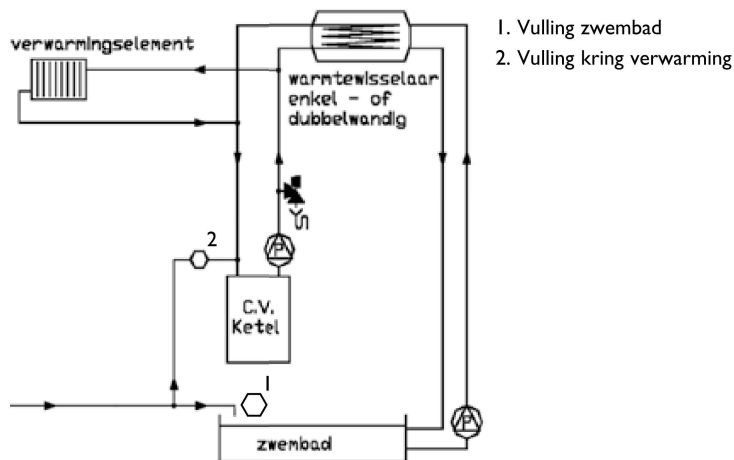 1. Vulling zwembad
2. Vulling kring verwarming
verwarmingselement
warmtewisselaar
enkel - of
dubbelwandig
2
P
C.V.
Ketel
1
P
zwembad